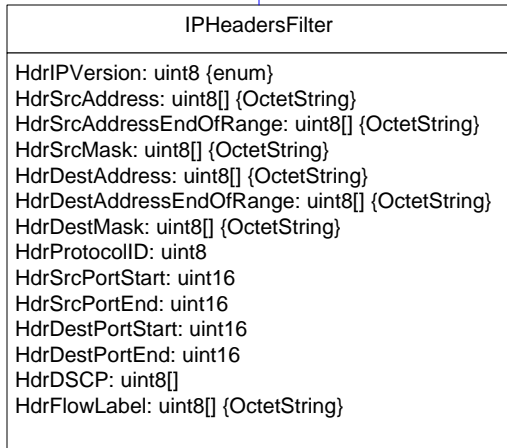 IPHeadersFilter
HdrIPVersion: uint8 {enum}
HdrSrcAddress: uint8[] {OctetString}
HdrSrcAddressEndOfRange: uint8[] {OctetString}
HdrSrcMask: uint8[] {OctetString}
HdrDestAddress: uint8[] {OctetString}
HdrDestAddressEndOfRange: uint8[] {OctetString}
HdrDestMask: uint8[] {OctetString}
HdrProtocolID: uint8
HdrSrcPortStart: uint16
HdrSrcPortEnd: uint16
HdrDestPortStart: uint16
HdrDestPortEnd: uint16
HdrDSCP: uint8[]
HdrFlowLabel: uint8[] {OctetString}